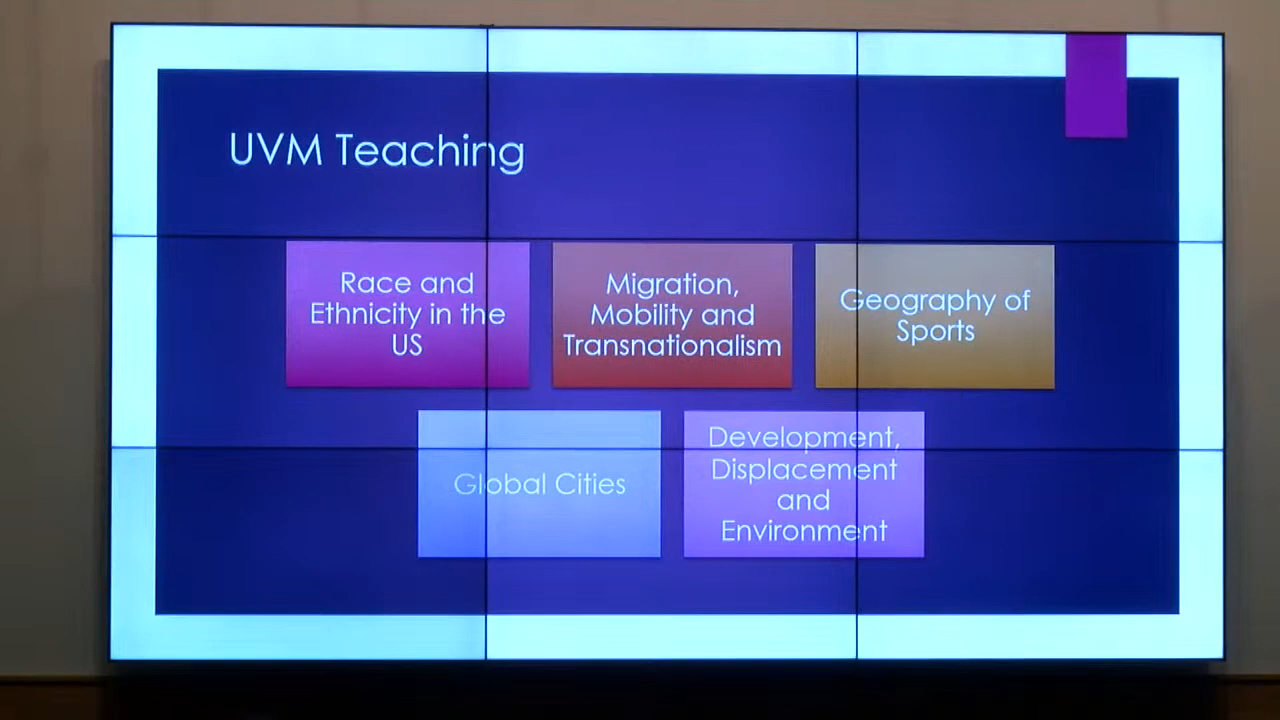 UVM Teaching
Race and
Ethnicity in the
US
Migration,
Mobility and
Transnationalism
Geography of
Sports
Global Cities
Development,
Displacement
and
Environment